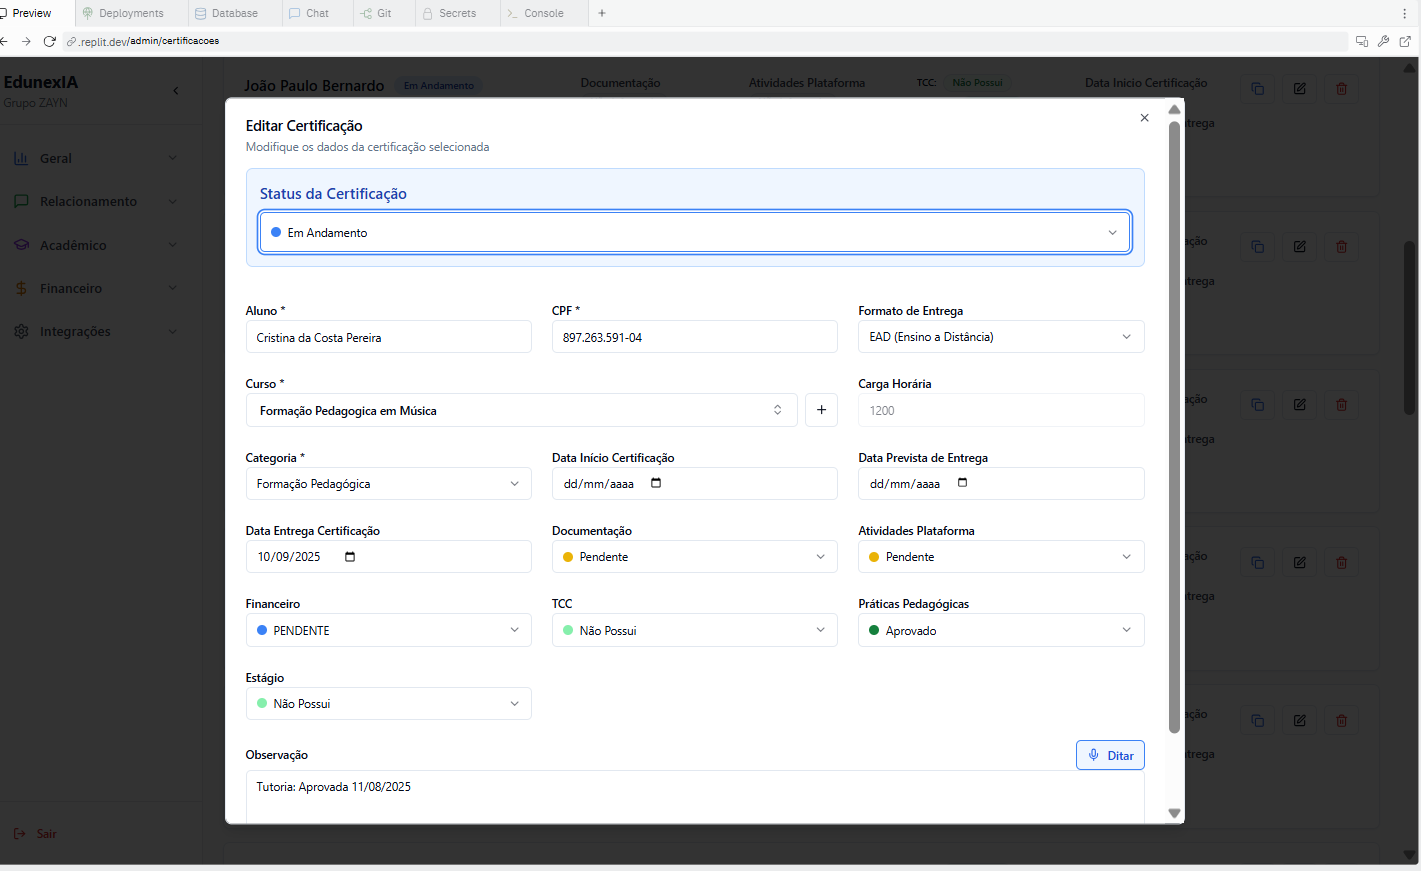 Preview Deployments Database Chat Git Secrets Console
.replit.dev/admin/certificacoes
EdunexIA
Grupo ZAYN
Geral
Relacionamento
Acadêmico
Financeiro
Integrações
Sair
João Paulo Bernardo Em Andamento Documentação Atividades Plataforma TCC: Não Possui Data Inicio Certificação
trega
ação
trega
ação
trega
ação
trega
ação
trega
Editar Certificação
Modifique os dados da certificação selecionada
Status da Certificação
Em Andamento
Aluno * CPF * Formato de Entrega
Cristina da Costa Pereira 897.263.591-04 EAD (Ensino a Distância)
Curso * Carga Horária
Formação Pedagogica em Música + 1200
Categoria * Data Início Certificação Data Prevista de Entrega
Formação Pedagógica dd/mm/aaaa dd/mm/aaaa
Data Entrega Certificação Documentação Atividades Plataforma
10/09/2025 Pendente Pendente
Financeiro TCC Práticas Pedagógicas
PENDENTE Não Possui Aprovado
Estágio
Não Possui
Observação Ditar
Tutoria: Aprovada 11/08/2025